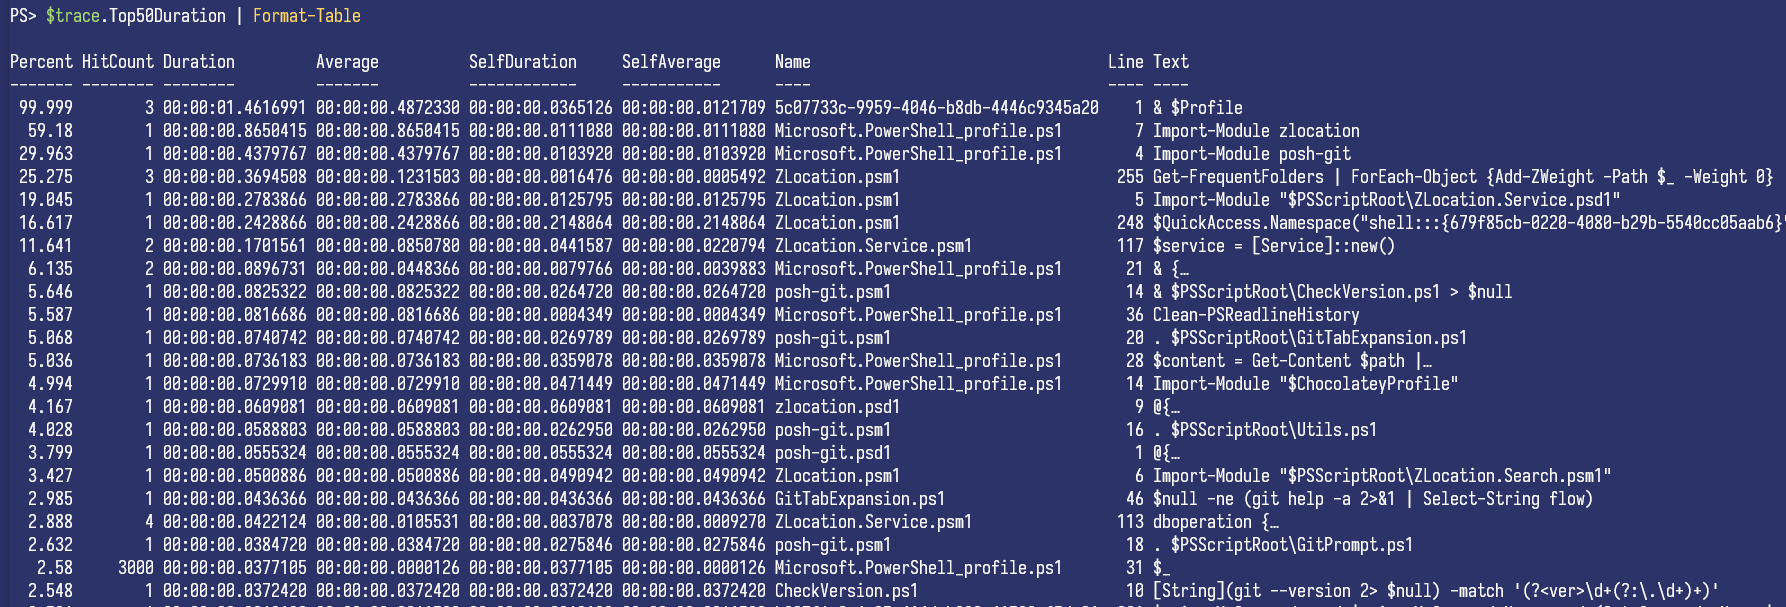 PS> $trace.Top50Duration | Format-Table
Percent HitCount Duration Average SelfDuration SelfAverage Name Line Text
------- -------- -------- ------- ------------ ----------- ---- ---- ----
99.999 3 00:00:01.4616991 00:00:00.4872330 00:00:00.0365126 00:00:00.0121709 5c07733c-9959-4046-b8db-4446c9345a20 1 & $Profile
59.18 1 00:00:00.8650415 00:00:00.8650415 00:00:00.0111080 00:00:00.0111080 Microsoft.PowerShell_profile.ps1 7 Import-Module zlocation
29.963 1 00:00:00.4379767 00:00:00.4379767 00:00:00.0103920 00:00:00.0103920 Microsoft.PowerShell_profile.ps1 4 Import-Module posh-git
25.275 3 00:00:00.3694508 00:00:00.1231503 00:00:00.0016476 00:00:00.0005492 ZLocation.psm1 255 Get-FrequentFolders | ForEach-Object {Add-ZWeight -Path $_ -Weight 0}
19.045 1 00:00:00.2783866 00:00:00.2783866 00:00:00.0125795 00:00:00.0125795 ZLocation.psm1 5 Import-Module "$PSScriptRoot\ZLocation.Service.psd1"
16.617 1 00:00:00.2428866 00:00:00.2428866 00:00:00.2148064 00:00:00.2148064 ZLocation.psm1 248 $QuickAccess.Namespace("shell:::{679f85cb-0220-4080-b29b-5540cc05aab6}"
11.641 2 00:00:00.1701561 00:00:00.0850780 00:00:00.0441587 00:00:00.0220794 ZLocation.Service.psm1 117 $service = [Service]::new()
6.135 2 00:00:00.0896731 00:00:00.0448366 00:00:00.0079766 00:00:00.0039883 Microsoft.PowerShell_profile.ps1 21 & {…
5.646 1 00:00:00.0825322 00:00:00.0825322 00:00:00.0264720 00:00:00.0264720 posh-git.psm1 14 & $PSScriptRoot\CheckVersion.ps1 > $null
5.587 1 00:00:00.0816686 00:00:00.0816686 00:00:00.0004349 00:00:00.0004349 Microsoft.PowerShell_profile.ps1 36 Clean-PSReadlineHistory
5.068 1 00:00:00.0740742 00:00:00.0740742 00:00:00.0269789 00:00:00.0269789 posh-git.psm1 20 . $PSScriptRoot\GitTabExpansion.ps1
5.036 1 00:00:00.0736183 00:00:00.0736183 00:00:00.0359078 00:00:00.0359078 Microsoft.PowerShell_profile.ps1 28 $content = Get-Content $path |…
4.994 1 00:00:00.0729910 00:00:00.0729910 00:00:00.0471449 00:00:00.0471449 Microsoft.PowerShell_profile.ps1 14 Import-Module "$ChocolateyProfile"
4.167 1 00:00:00.0609081 00:00:00.0609081 00:00:00.0609081 00:00:00.0609081 zlocation.psd1 9 @{…
4.028 1 00:00:00.0588803 00:00:00.0588803 00:00:00.0262950 00:00:00.0262950 posh-git.psm1 16 . $PSScriptRoot\Utils.ps1
3.799 1 00:00:00.0555324 00:00:00.0555324 00:00:00.0555324 00:00:00.0555324 posh-git.psd1 1 @{…
3.427 1 00:00:00.0500886 00:00:00.0500886 00:00:00.0490942 00:00:00.0490942 ZLocation.psm1 6 Import-Module "$PSScriptRoot\ZLocation.Search.psm1"
2.985 1 00:00:00.0436366 00:00:00.0436366 00:00:00.0436366 00:00:00.0436366 GitTabExpansion.ps1 46 $null -ne (git help -a 2>&1 | Select-String flow)
2.888 4 00:00:00.0422124 00:00:00.0105531 00:00:00.0037078 00:00:00.0009270 ZLocation.Service.psm1 113 dboperation {…
2.632 1 00:00:00.0384720 00:00:00.0384720 00:00:00.0275846 00:00:00.0275846 posh-git.psm1 18 . $PSScriptRoot\GitPrompt.ps1
2.58 3000 00:00:00.0377105 00:00:00.0000126 00:00:00.0377105 00:00:00.0000126 Microsoft.PowerShell_profile.ps1 31 $_
2.548 1 00:00:00.0372420 00:00:00.0372420 00:00:00.0372420 00:00:00.0372420 CheckVersion.ps1 10 [String](git --version 2> $null) -match '(?<ver>\d+(?:\.\d+)+)'